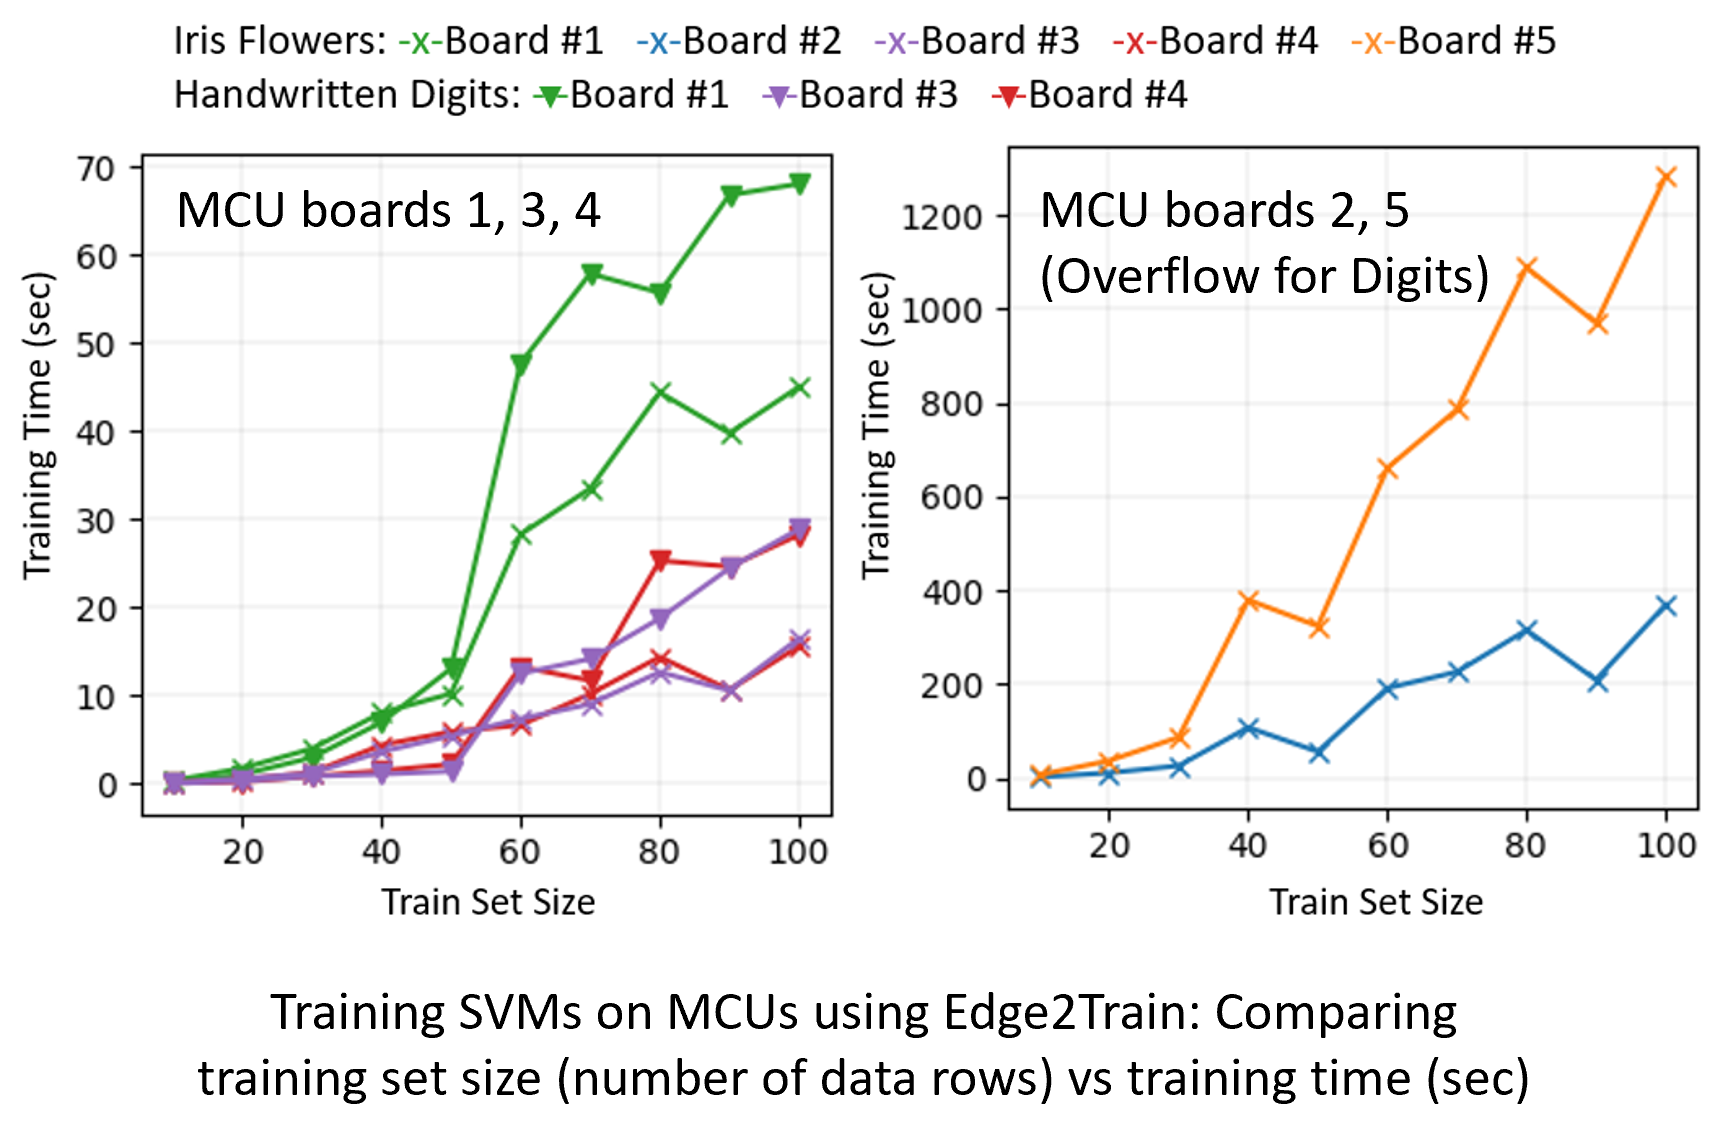 Iris Flowers: -x-Board #1 -x-Board #2 -x-Board #3 -x-Board #4 -x-Board #5
Handwritten Digits: Board #1 Board #3 Board #4
MCU boards 1, 3, 4
70
60
50
40
30
20
10
0
Training Time (sec)
20 40 60 80 100
Train Set Size
MCU boards 2, 5
(Overflow for Digits)
1200
1000
800
600
400
200
0
Training Time (sec)
20 40 60 80 100
Train Set Size
Training SVMs on MCUs using Edge2Train: Comparing
training set size (number of data rows) vs training time (sec)